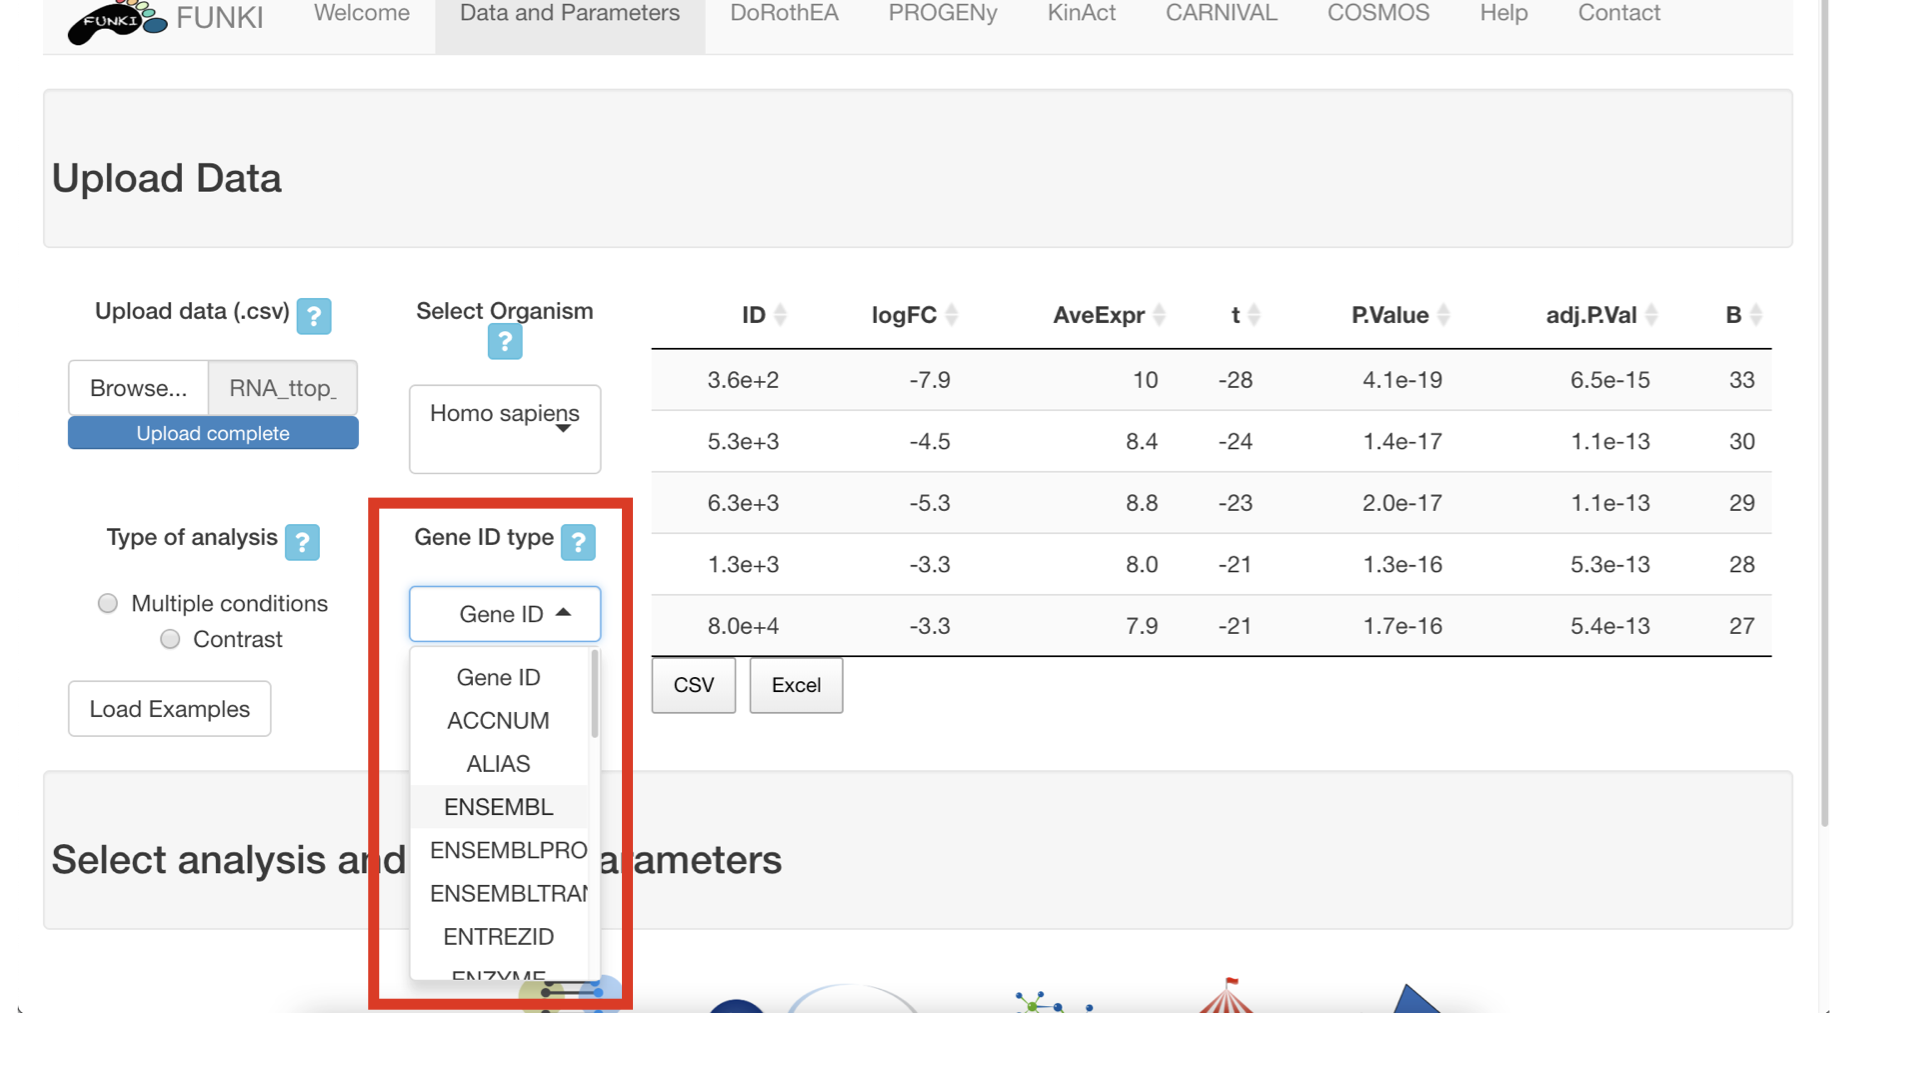 FUNKI FUNKI Welcome Data and Parameters DoRothEA PROGENy KinAct CARNIVAL COSMOS Help Contact
Upload Data
Upload data (.csv) ?
Browse... RNA_ttop_
Upload complete
Select Organism
?
Homo sapiens
Type of analysis ?
Multiple conditions
Contrast
Load Examples
Gene ID type ?
Gene ID
Gene ID
ACCNUM
ALIAS
ENSEMBL
ENSEMBLPRO
ENSEMBLTRAN
ENTREZID
ENZYME
ID logFC AveExpr t P.Value adj.P.Val B
3.6e+2 -7.9 10 -28 4.1e-19 6.5e-15 33
5.3e+3 -4.5 8.4 -24 1.4e-17 1.1e-13 30
6.3e+3 -5.3 8.8 -23 2.0e-17 1.1e-13 29
1.3e+3 -3.3 8.0 -21 1.3e-16 5.3e-13 28
8.0e+4 -3.3 7.9 -21 1.7e-16 5.4e-13 27
CSV Excel
Select analysis and arameters